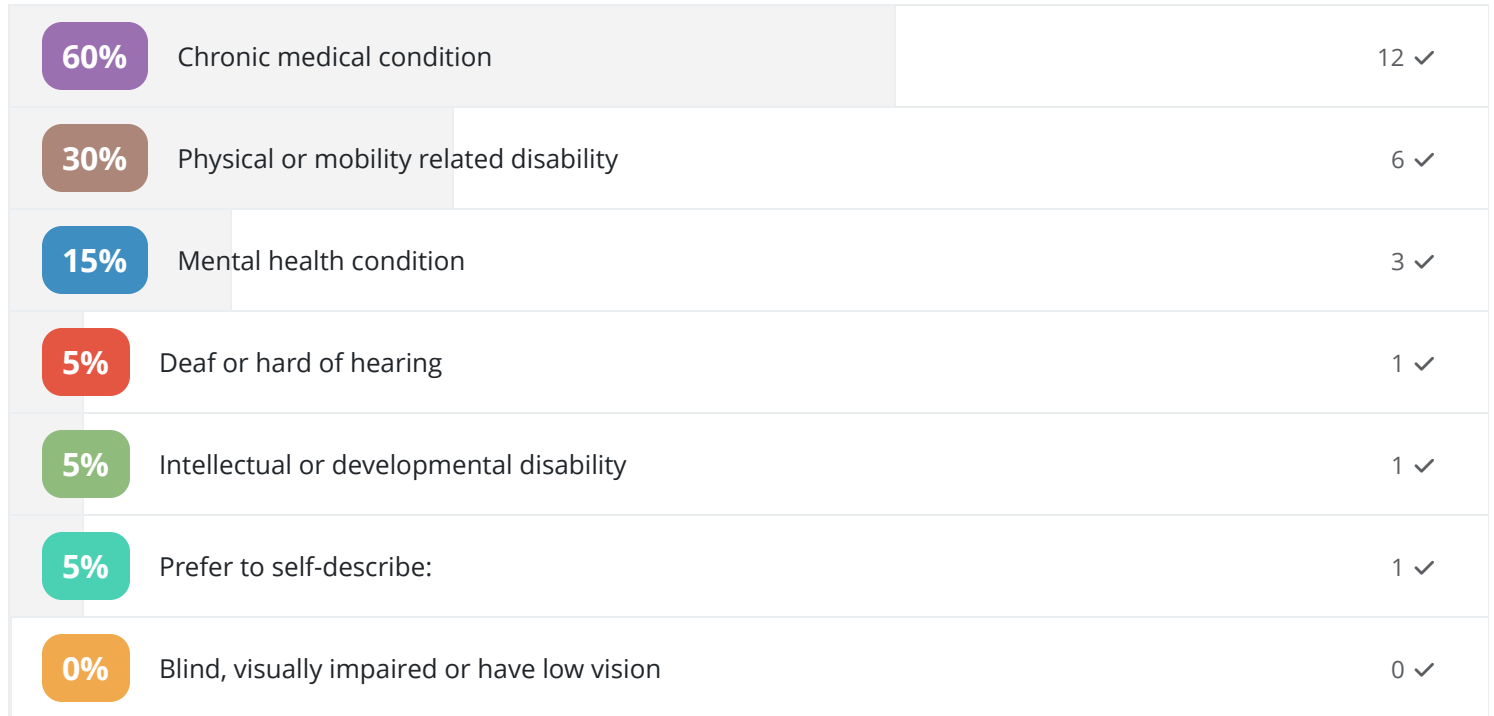 60% Chronic medical condition 12
30% Physical or mobility related disability 6
15% Mental health condition 3
5% Deaf or hard of hearing 1
5% Intellectual or developmental disability 1
5% Prefer to self-describe: 1
0% Blind, visually impaired or have low vision 0